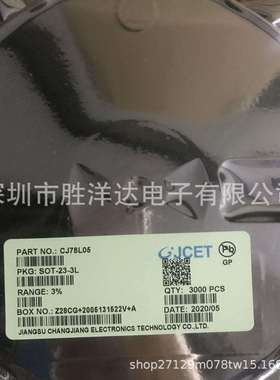 深圳市胜洋达电子有限公司
PART NO.: CJ78L05
JCET
Pb
GP
PKG: SOT-23-3L
RANGE: 3%
QTY: 3000 PCS
BOX NO.: Z28CG+2005131522V+A
DATE: 2020/05
JIANGSU CHANGJIANG ELECTRONICS TECHNOLOGY CO.,LTD
shop27129m078tw15.16